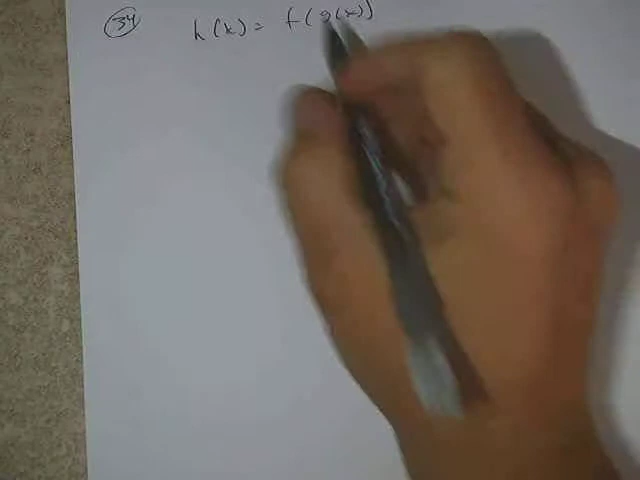 34 h(x) = f(g(x))